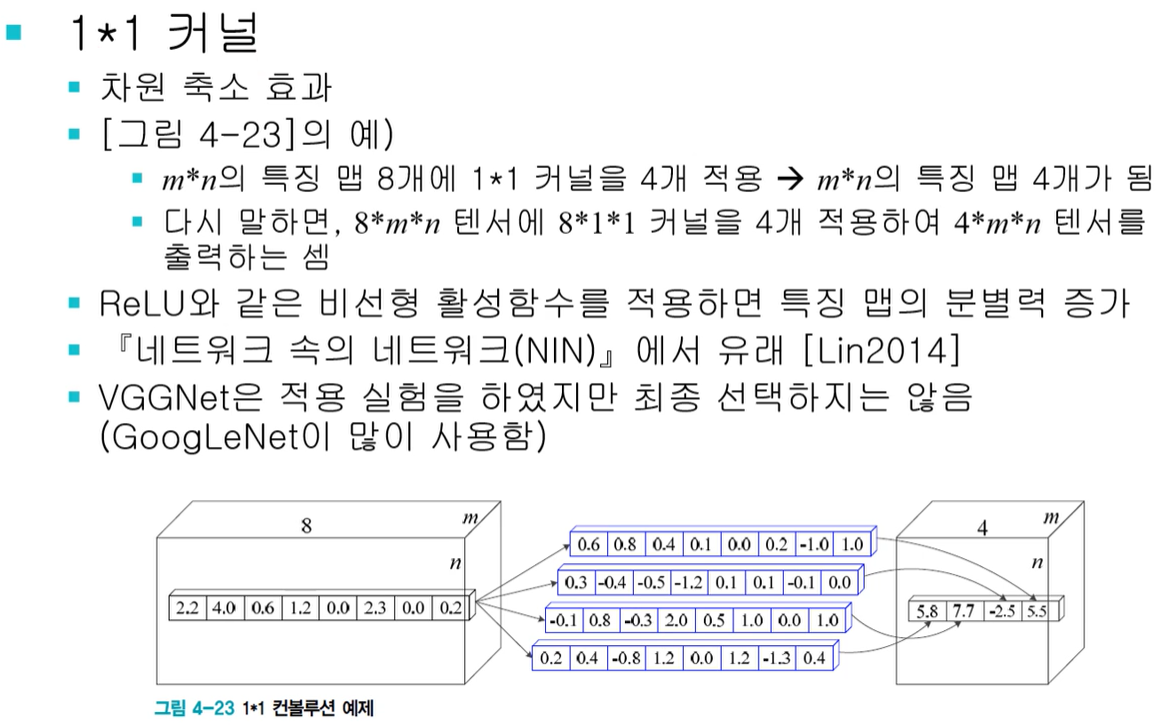 1*1 커널
차원 축소 효과
[그림 4-23]의 예)
m*n의 특징 맵 8개에 1*1 커널을 4개 적용 → m*n의 특징 맵 4개가 됨
다시 말하면, 8*m*n 텐서에 8*1*1 커널을 4개 적용하여 4*m*n 텐서를
출력하는 셈
ReLU와 같은 비선형 활성함수를 적용하면 특징 맵의 분별력 증가
『네트워크 속의 네트워크(NIN)』에서 유래 [Lin2014]
VGGNet은 적용 실험을 하였지만 최종 선택하지는 않음
(GoogLeNet이 많이 사용함)
8
m
n
2.2 4.0 0.6 1.2 0.0 2.3 0.0 0.2
0.6 0.8 0.4 0.1 0.0 0.2 -1.0 1.0
0.3 -0.4 -0.5 -1.2 0.1 0.1 -0.1 0.0
-0.1 0.8 -0.3 2.0 0.5 1.0 0.0 1.0
0.2 0.4 -0.8 1.2 0.0 1.2 -1.3 0.4
4
m
n
5.8 7.7 -2.5 5.5
그림 4-23 1*1 컨볼루션 예제